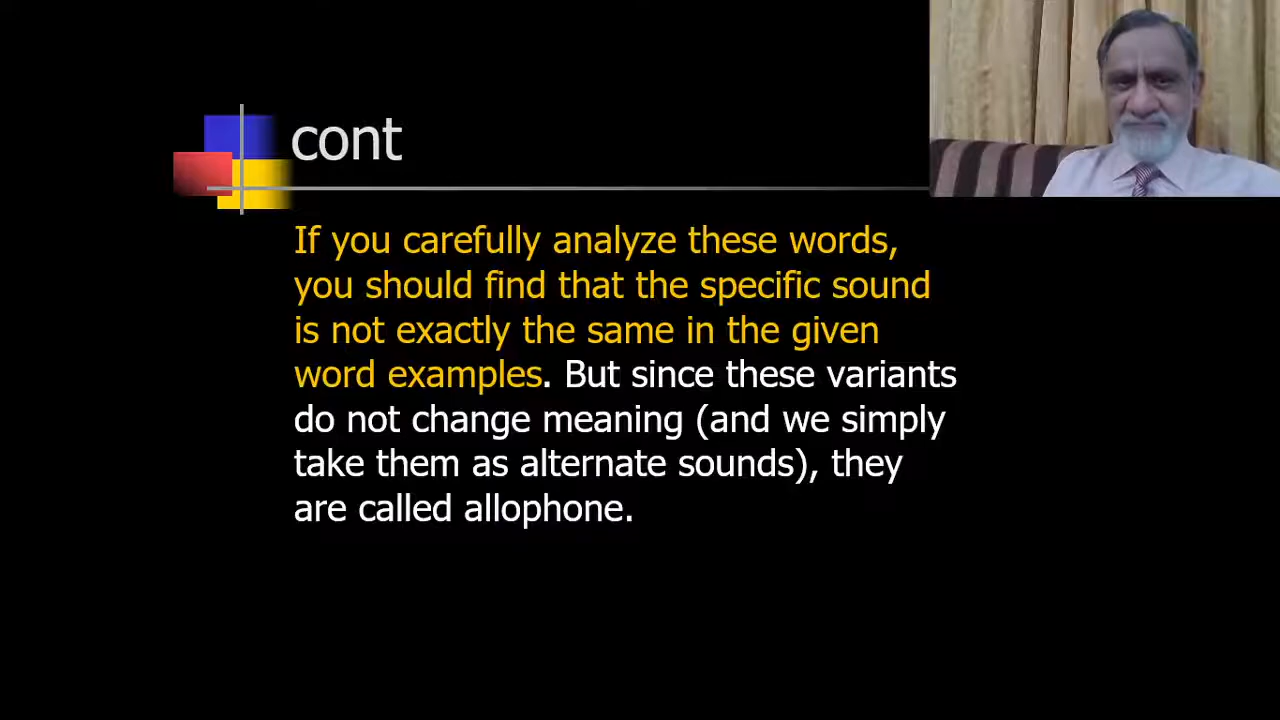 cont
If you carefully analyze these words,
you should find that the specific sound
is not exactly the same in the given
word examples. But since these variants
do not change meaning (and we simply
take them as alternate sounds), they
are called allophone.